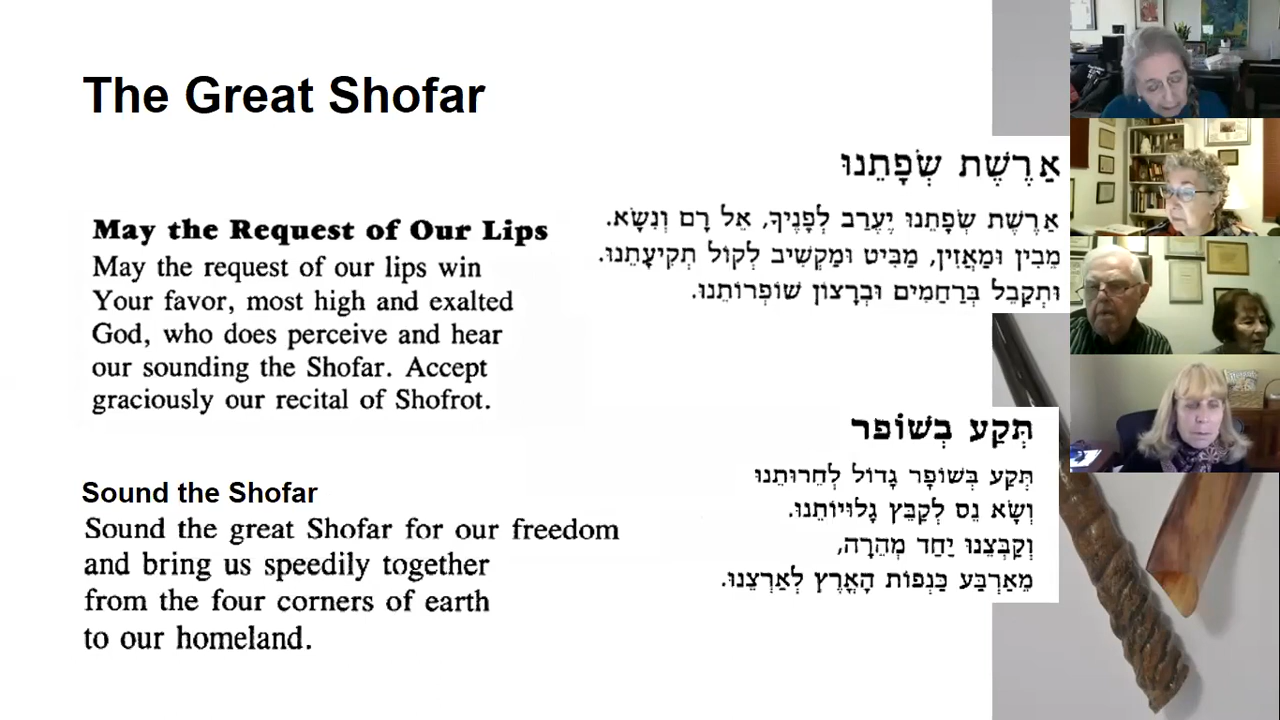 The Great Shofar
May the Request of Our Lips
May the request of our lips win
Your favor, most high and exalted
God, who does perceive and hear
our sounding the Shofar. Accept
graciously our recital of Shofrot.
אֲרֶשֶׁת שְׂפָתֵנוּ
אֲרֶשֶׁת שְׂפָתֵנוּ יֶעֱרַב לְפָנֶיךָ, אֵל רָם וְנִשָּׂא.
מֵבִין וּמַאֲזִין, מַבִּיט וּמַקְשִׁיב לְקוֹל תְּקִיעָתֵנוּ.
וּתְקַבֵּל בְּרַחֲמִים וּבְרָצוֹן שׁוֹפְרוֹתֵנוּ.
Sound the Shofar
Sound the great Shofar for our freedom
and bring us speedily together
from the four corners of earth
to our homeland.
תְּקַע בְּשׁוֹפר
תְּקַע בְּשׁוֹפָר גָּדוֹל לְחֵרוּתֵנוּ
וְשָׂא נֵס לְקַבֵּץ גָּלוּיוֹתֵנוּ.
וְקַבְּצֵנוּ יַחַד מְהֵרָה,
מֵאַרְבַּע כַּנְפוֹת הָאָרֶץ לְאַרְצֵנוּ.